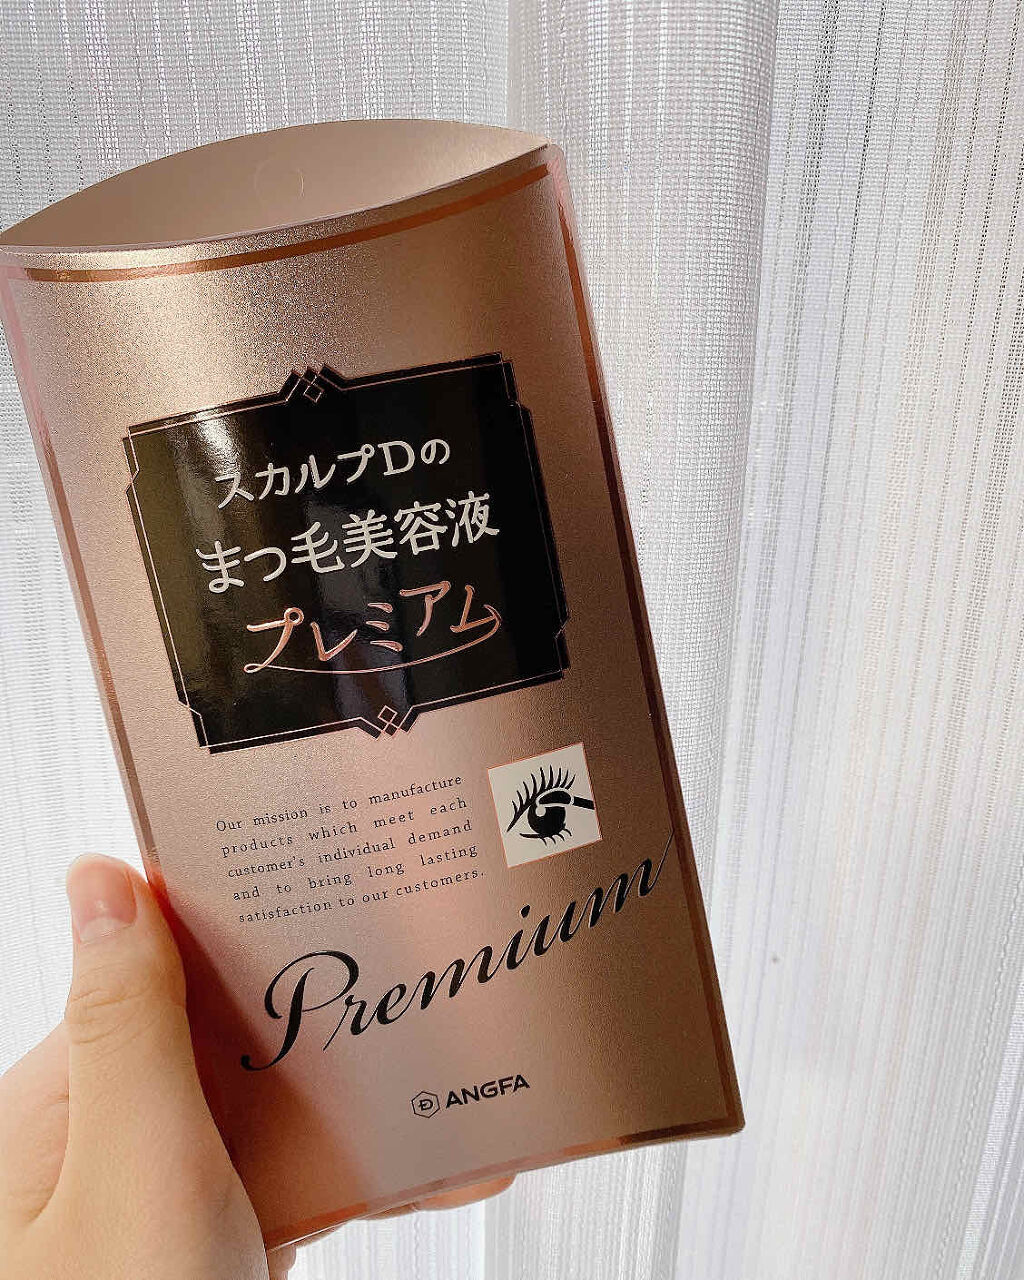 スカルプDの
まつ毛美容液
プレミアム
Our mission is to manufacture
products which meet each
customer's individual demand
and to bring long lasting
satisfaction to our customers.
Premium
ANGFA